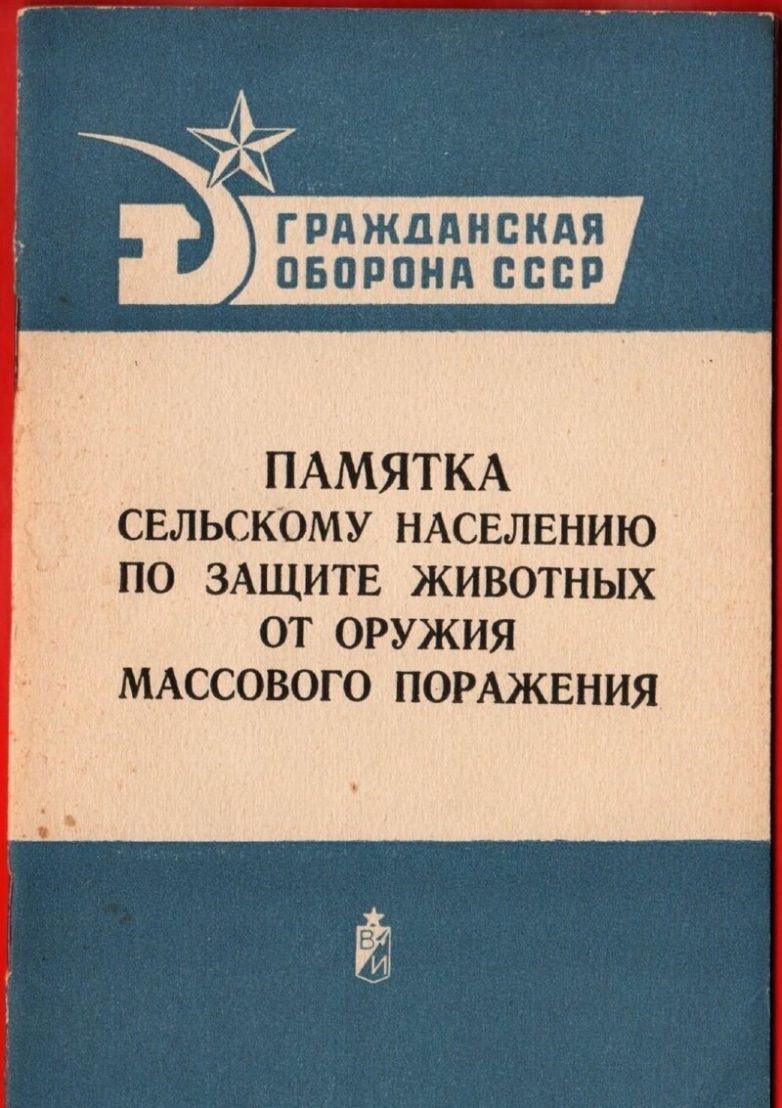 ГРАЖДАНСКАЯ
ОБОРОНА СССР
ПАМЯТКА
СЕЛЬСКОМУ НАСЕЛЕНИЮ
ПО ЗАЩИТЕ ЖИВОТНЫХ
ОТ ОРУЖИЯ
МАССОВОГО ПОРАЖЕНИЯ
В
И